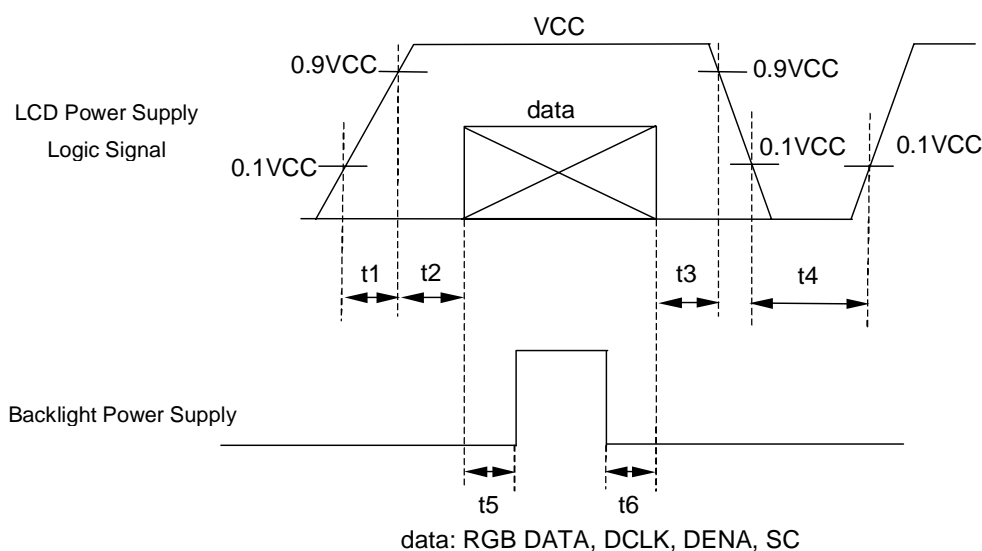 VCC
0.9VCC
0.9VCC
LCD Power Supply
Logic Signal
data
0.1VCC
0.1VCC
0.1VCC
t1
t2
t3
t4
Backlight Power Supply
t5
t6
data: RGB DATA, DCLK, DENA, SC